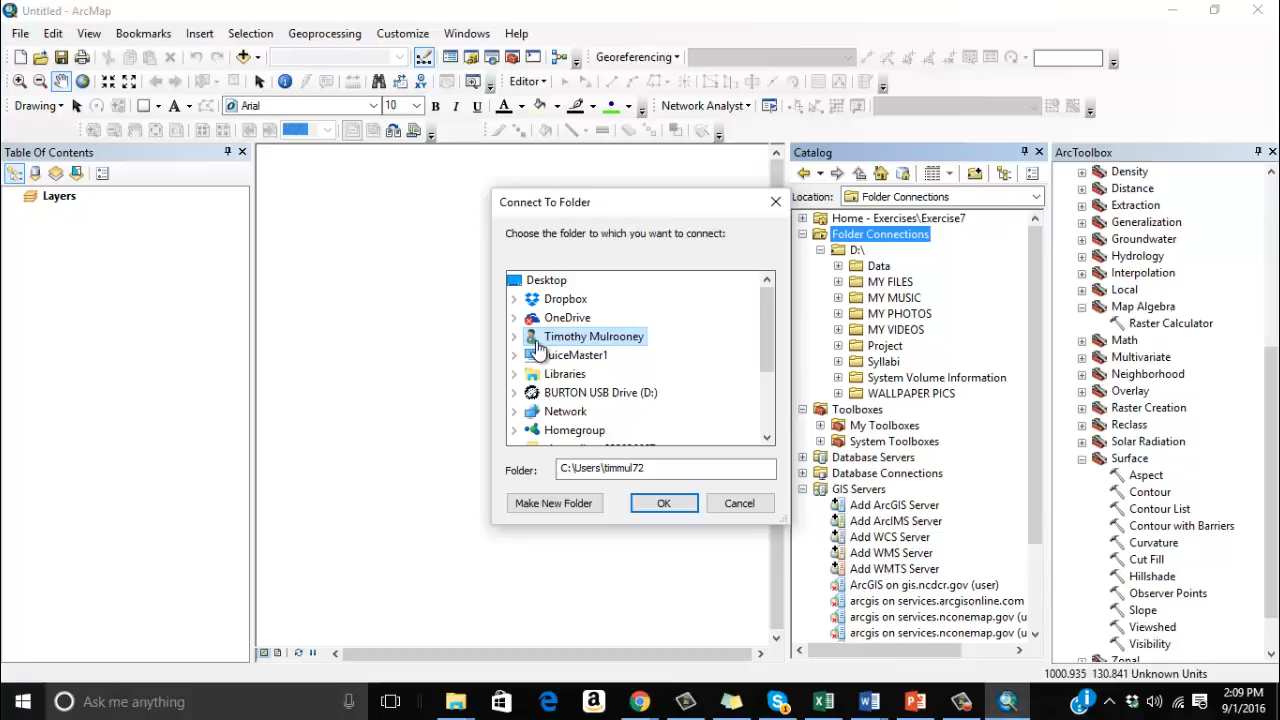 Untitled - ArcMap
File Edit View Bookmarks Insert Selection Geoprocessing Customize Windows Help
Georeferencing
Editor
Drawing Arial 10 B I U A Network Analyst
Table Of Contents
Layers
Connect To Folder
Choose the folder to which you want to connect:
Desktop
Dropbox
OneDrive
Timothy Mulrooney
JuiceMaster1
Libraries
BURTON USB Drive (D:)
Network
Homegroup
Folder: C:\Users\timmul72
Make New Folder OK Cancel
Catalog
Location: Folder Connections
Home - Exercises\Exercise7
Folder Connections
D:\
Data
MY FILES
MY MUSIC
MY PHOTOS
MY VIDEOS
Project
Syllabi
System Volume Information
WALLPAPER PICS
Toolboxes
My Toolboxes
System Toolboxes
Database Servers
Database Connections
GIS Servers
Add ArcGIS Server
Add ArcIMS Server
Add WCS Server
Add WMS Server
Add WMTS Server
ArcGIS on gis.ncdcr.gov (user)
arcgis on services.arcgisonline.com
arcgis on services.nconemap.gov (u
arcgis on services.nconemap.gov (u
ArcToolbox
Density
Distance
Extraction
Generalization
Groundwater
Hydrology
Interpolation
Local
Map Algebra
Raster Calculator
Math
Multivariate
Neighborhood
Overlay
Raster Creation
Reclass
Solar Radiation
Surface
Aspect
Contour
Contour List
Contour with Barriers
Curvature
Cut Fill
Hillshade
Observer Points
Slope
Viewshed
Visibility
Zonal
1000.935 130.841 Unknown Units
Ask me anything
2:09 PM
9/1/2016